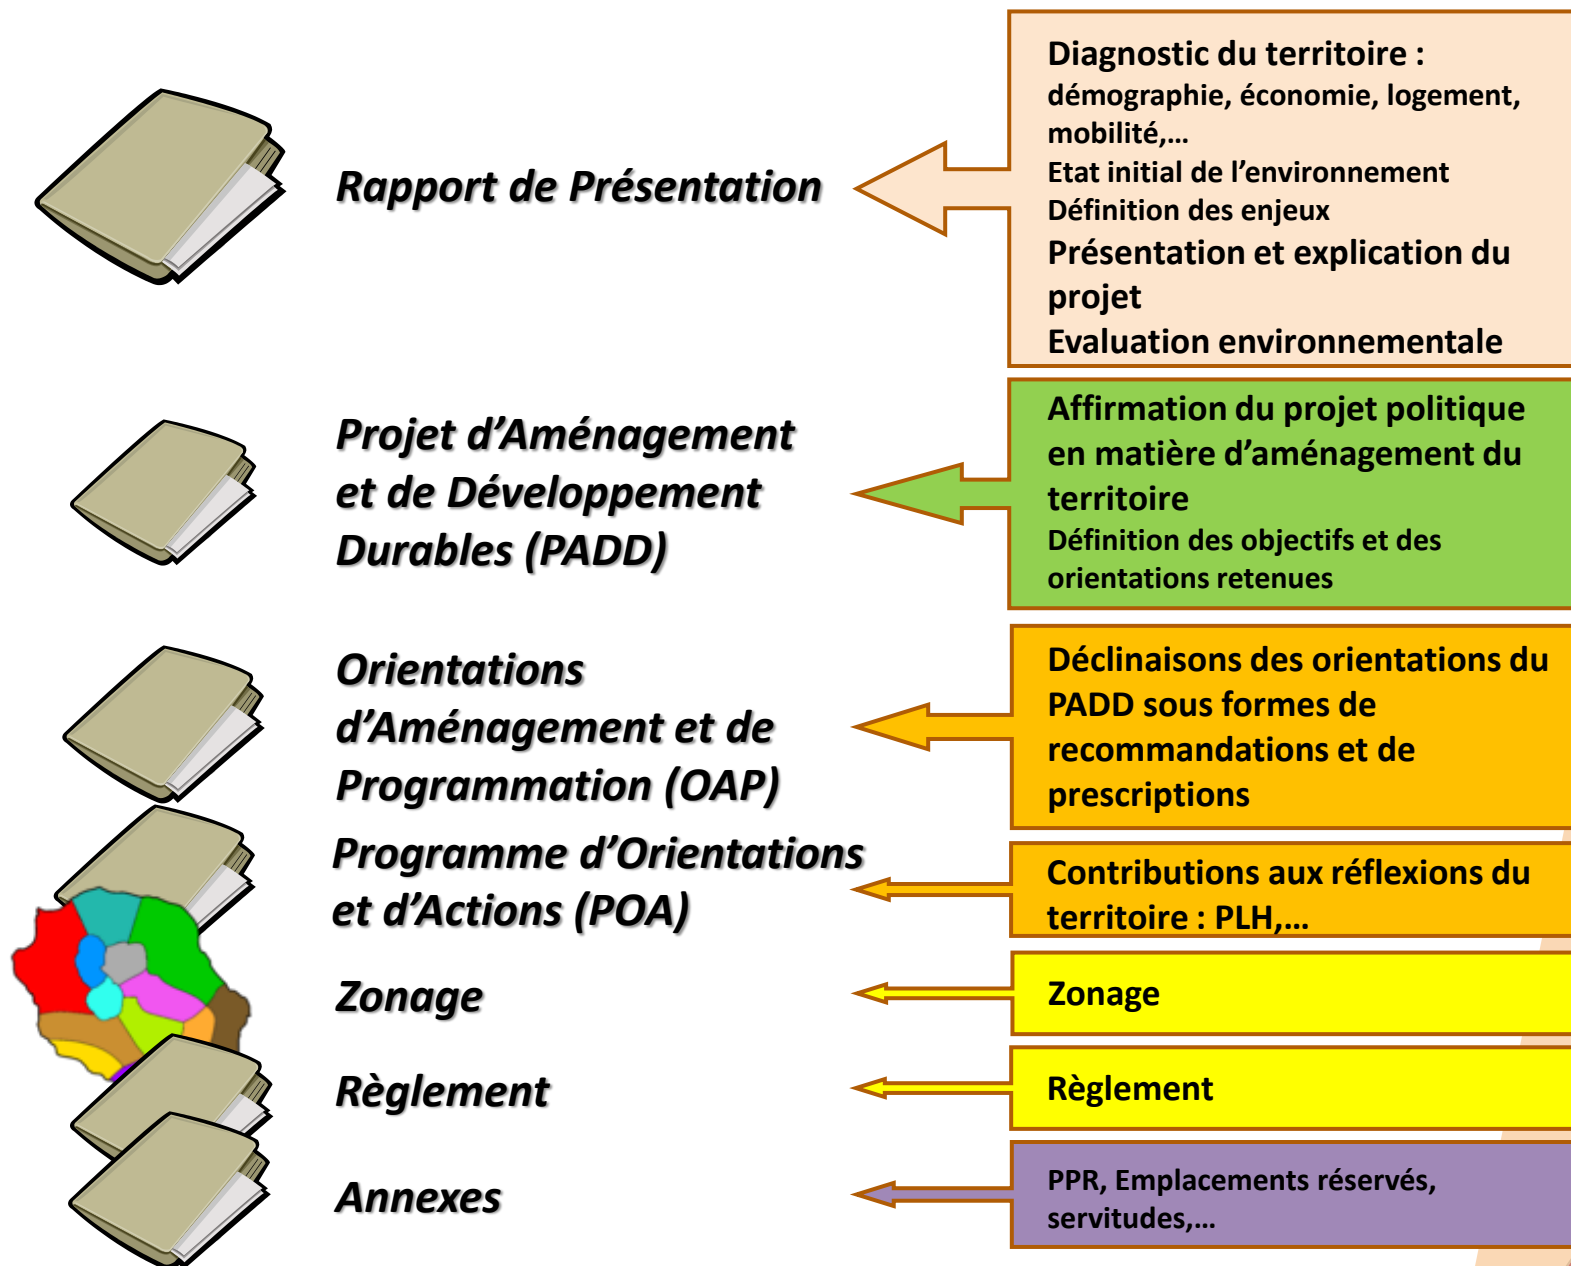 Rapport de Présentation
Diagnostic du territoire :
démographie, économie, logement,
mobilité,...
Etat initial de l’environnement
Définition des enjeux
Présentation et explication du
projet
Evaluation environnementale
Projet d’Aménagement
et de Développement
Durables (PADD)
Affirmation du projet politique
en matière d’aménagement du
territoire
Définition des objectifs et des
orientations retenues
Orientations
d’Aménagement et de
Programmation (OAP)
Déclinaisons des orientations du
PADD sous formes de
recommandations et de
prescriptions
Programme d’Orientations
et d’Actions (POA)
Contributions aux réflexions du
territoire : PLH,...
Zonage
Zonage
Règlement
Règlement
Annexes
PPR, Emplacements réservés,
servitudes,...